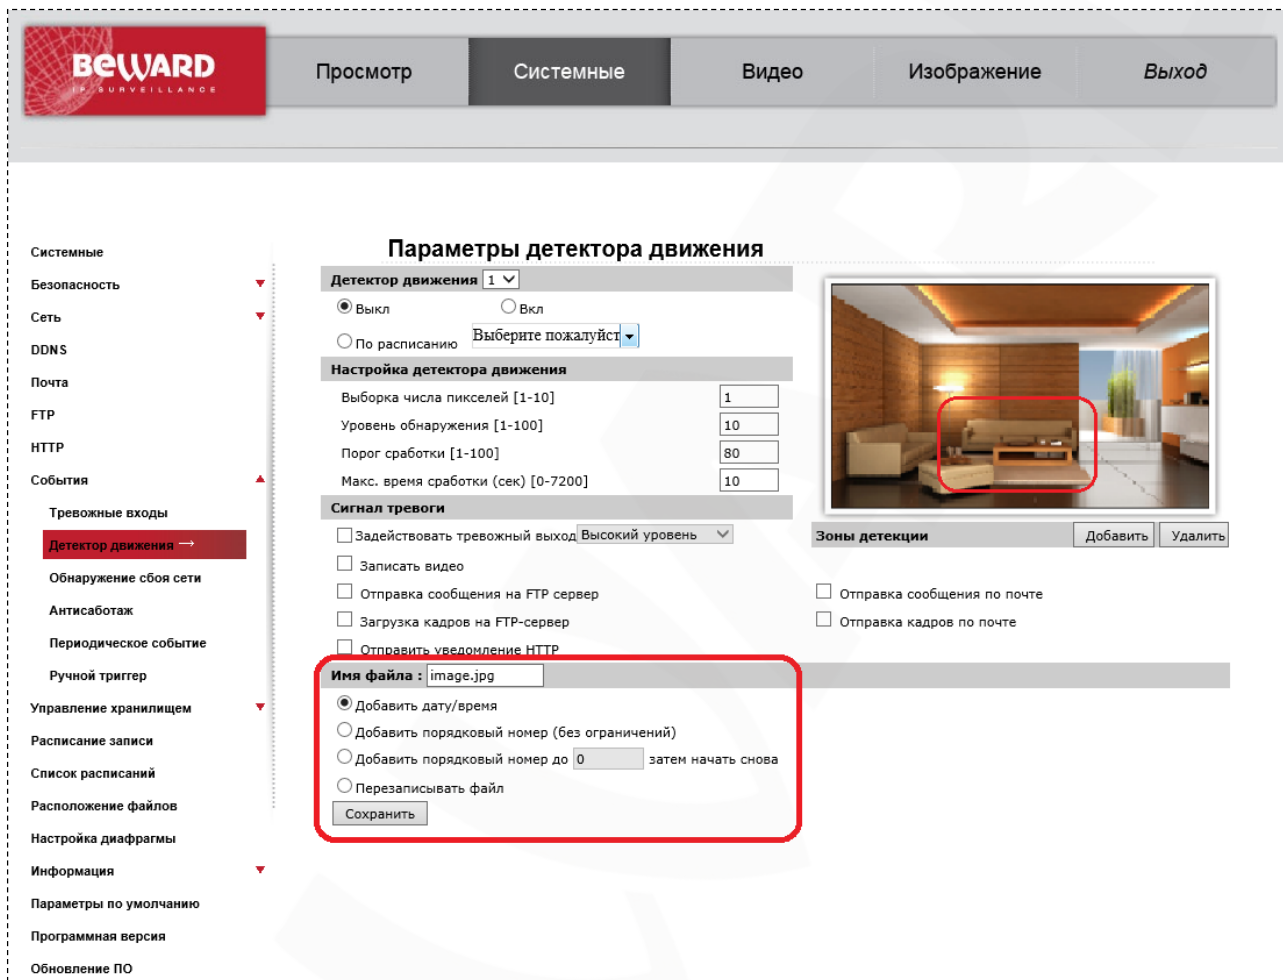 BEWARD
IP SURVEILLANCE
Просмотр Системные Видео Изображение Выход
Параметры детектора движения
Системные
Безопасность
Сеть
DDNS
Почта
FTP
HTTP
События
Тревожные входы
Детектор движения →
Обнаружение сбоя сети
Антисаботаж
Периодическое событие
Ручной триггер
Управление хранилищем
Расписание записи
Список расписаний
Расположение файлов
Настройка диафрагмы
Информация
Параметры по умолчанию
Программная версия
Обновление ПО
Детектор движения 1
Выкл Вкл
По расписанию Выберите пожалуйст
Настройка детектора движения
Выборка числа пикселей [1-10] 1
Уровень обнаружения [1-100] 10
Порог сработки [1-100] 80
Макс. время сработки (сек) [0-7200] 10
Сигнал тревоги
Задействовать тревожный выход Высокий уровень
Записать видео
Отправка сообщения на FTP сервер
Загрузка кадров на FTP-сервер
Отправить уведомление HTTP
Зоны детекции Добавить Удалить
Отправка сообщения по почте
Отправка кадров по почте
Имя файла : image.jpg
Добавить дату/время
Добавить порядковый номер (без ограничений)
Добавить порядковый номер до 0 затем начать снова
Перезаписывать файл
Сохранить